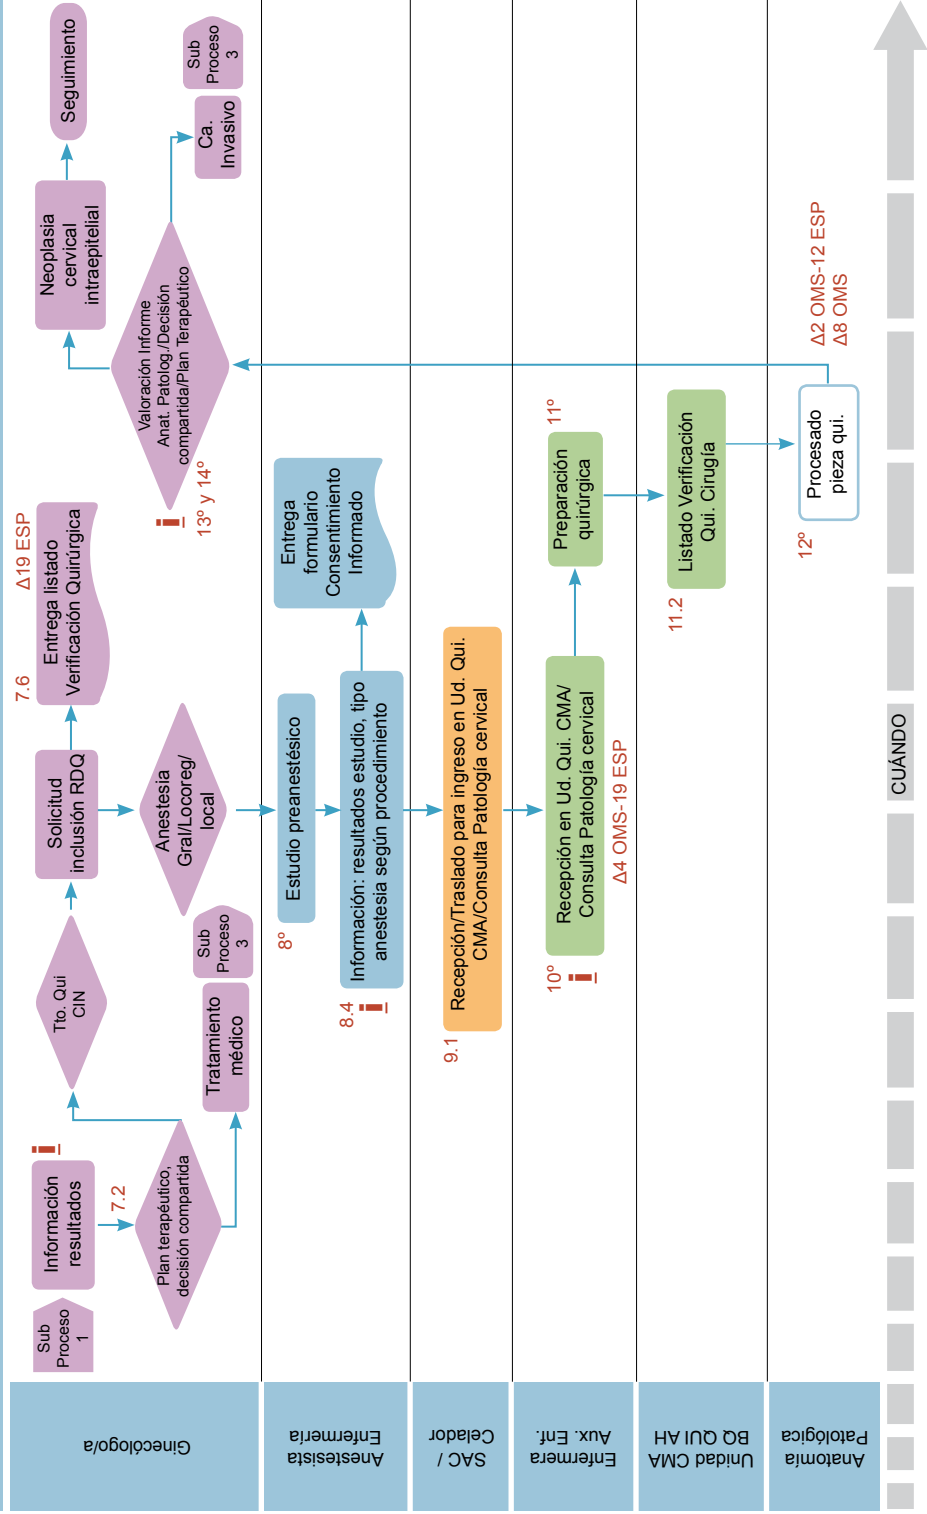 Ginecólogo/a
Sub
Proceso
1
Información
resultados
i
7.2
Plan terapéutico,
decisión compartida
Tratamiento
médico
Sub
Proceso
3
Tto. Qui
CIN
Solicitud
inclusión RDQ
7.6
Δ19 ESP
Entrega listado
Verificación Quirúrgica
Anestesia
Gral/Locoreg/
local
Valoración Informe
Anat. Patolog./Decisión
compartida/Plan Terapéutico
i
13º y 14º
Neoplasia
cervical
intraepitelial
Seguimiento
Ca.
Invasivo
Sub
Proceso
3
Anestesista
Enfermería
8º
Estudio preanestésico
8.4
i
Información: resultados estudio, tipo
anestesia según procedimiento
Entrega
formulario
Consentimiento
Informado
SAC /
Celador
9.1
Recepción/Traslado para ingreso en Ud. Qui.
CMA/Consulta Patología cervical
Enfermera
Aux. Enf.
10º
i
Recepción en Ud. Qui. CMA/
Consulta Patología cervical
Δ4 OMS-19 ESP
11º
Preparación
quirúrgica
Unidad CMA
BQ QUI AH
11.2
Listado Verificación
Qui. Cirugía
Anatomía
Patológica
12º
Procesado
pieza qui.
Δ2 OMS-12 ESP
Δ8 OMS
CUÁNDO